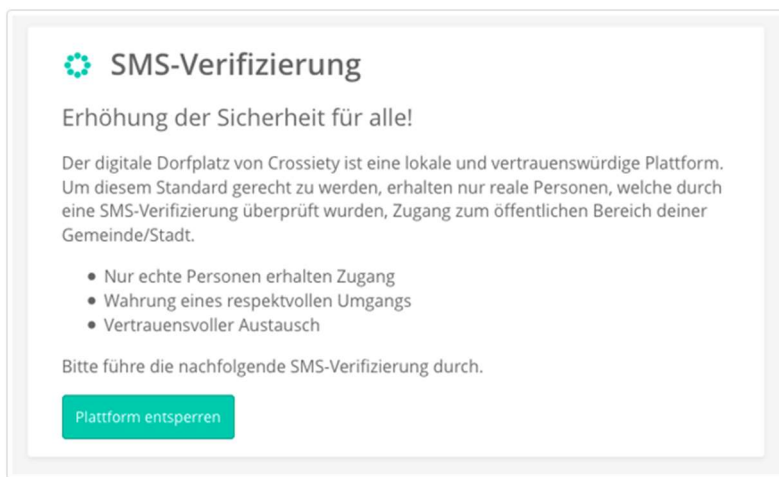 SMS-Verifizierung
Erhöhung der Sicherheit für alle!
Der digitale Dorfplatz von Crossiety ist eine lokale und vertrauenswürdige Plattform.
Um diesem Standard gerecht zu werden, erhalten nur reale Personen, welche durch
eine SMS-Verifizierung überprüft wurden, Zugang zum öffentlichen Bereich deiner
Gemeinde/Stadt.
• Nur echte Personen erhalten Zugang
• Wahrung eines respektvollen Umgangs
• Vertrauensvoller Austausch
Bitte führe die nachfolgende SMS-Verifizierung durch.
Plattform entsperren